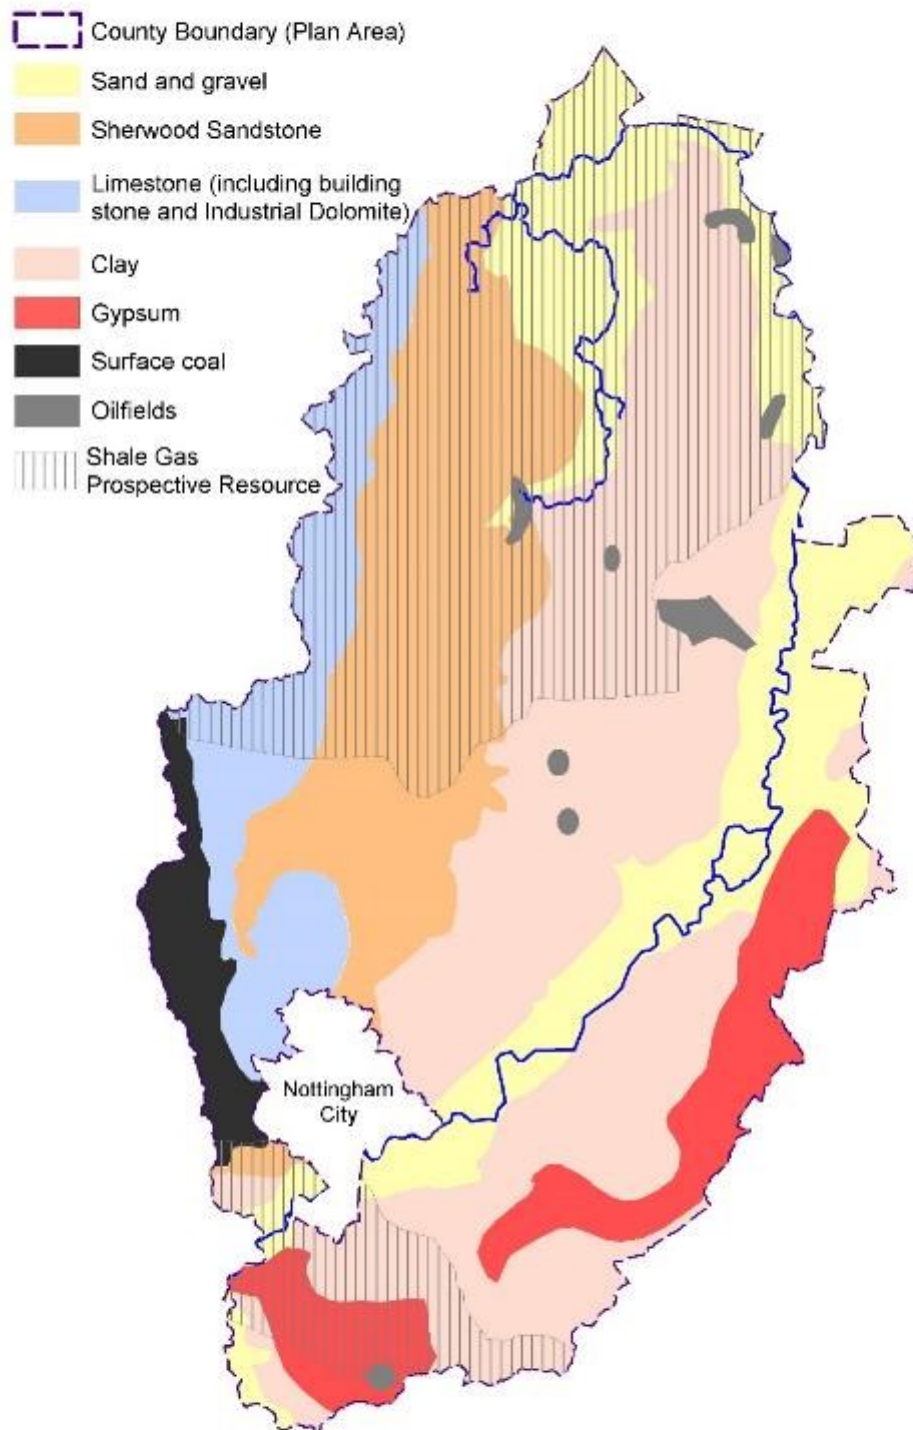 County Boundary (Plan Area)
Sand and gravel
Sherwood Sandstone
Limestone (including building
stone and Industrial Dolomite)
Clay
Gypsum
Surface coal
Oilfields
Shale Gas
Prospective Resource
Nottingham
City